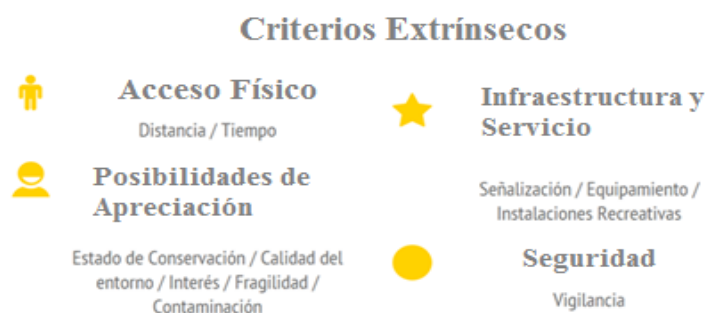 Criterios Extrínsecos
Acceso Físico
Distancia / Tiempo
Posibilidades de
Apreciación
Estado de Conservación / Calidad del
entorno / Interés / Fragilidad /
Contaminación
Infraestructura y
Servicio
Señalización / Equipamiento /
Instalaciones Recreativas
Seguridad
Vigilancia